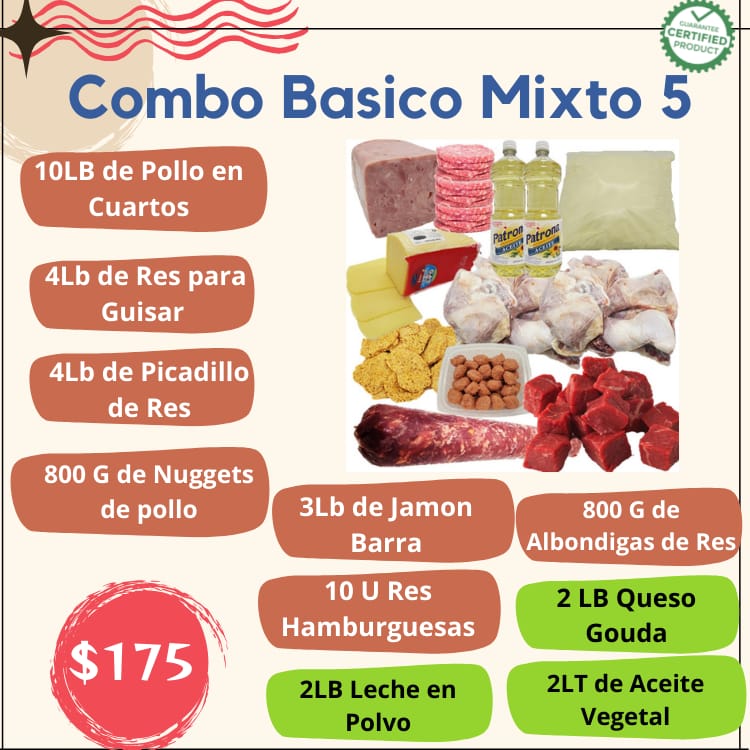 GUARANTEE
CERTIFIED
PRODUCT
Combo Basico Mixto 5
10LB de Pollo en
Cuartos
4Lb de Res para
Guisar
4Lb de Picadillo
de Res
800 G de Nuggets
de pollo
Patrona
ACEITE
Patrona
ACEITE
3Lb de Jamon
Barra
800 G de
Albondigas de Res
10 U Res
Hamburguesas
2 LB Queso
Gouda
$175
2LB Leche en
Polvo
2LT de Aceite
Vegetal